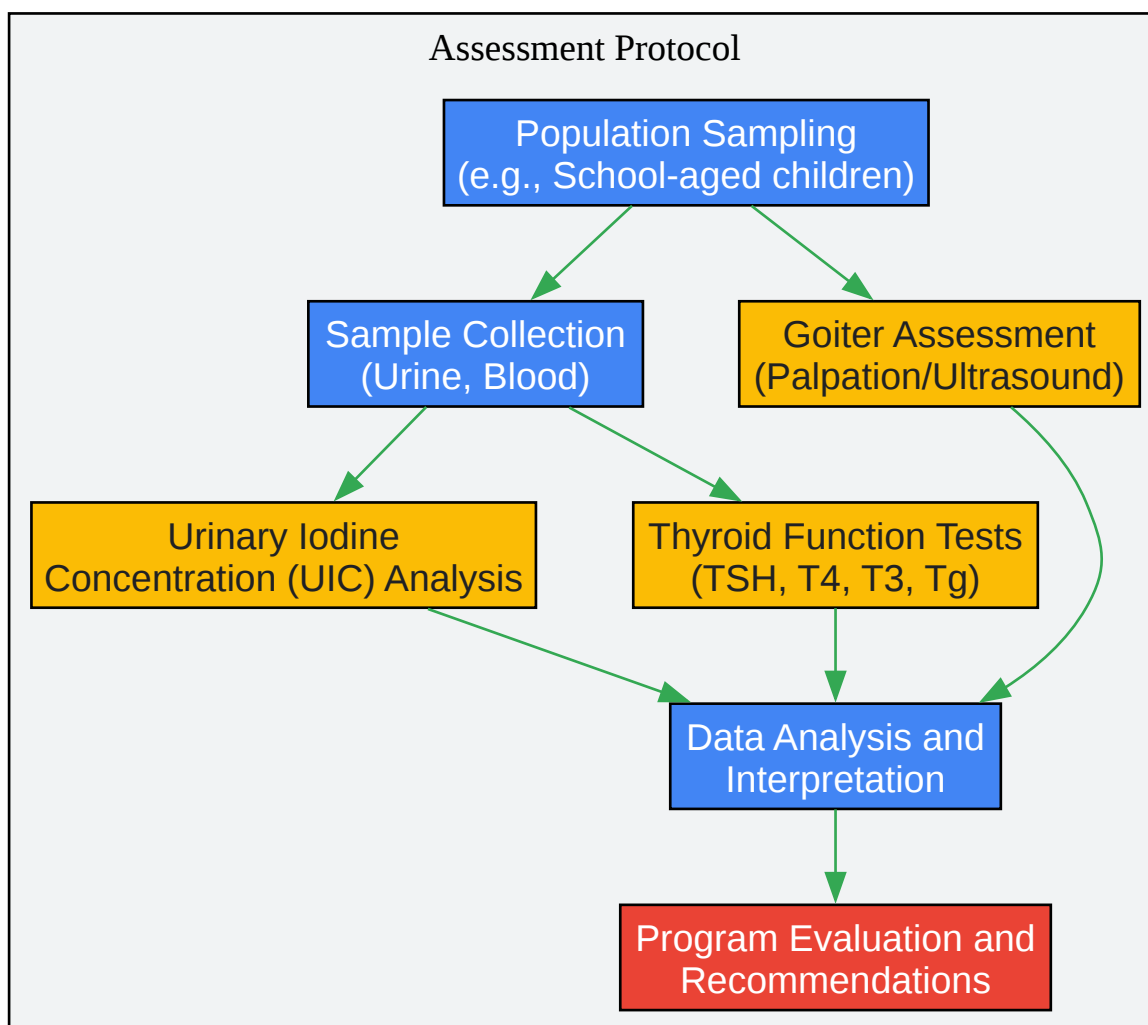 Assessment Protocol
Population Sampling
(e.g., School-aged children)
Sample Collection
(Urine, Blood)
Goiter Assessment
(Palpation/Ultrasound)
Urinary Iodine
Concentration (UIC) Analysis
Thyroid Function Tests
(TSH, T4, T3, Tg)
Data Analysis and
Interpretation
Program Evaluation and
Recommendations